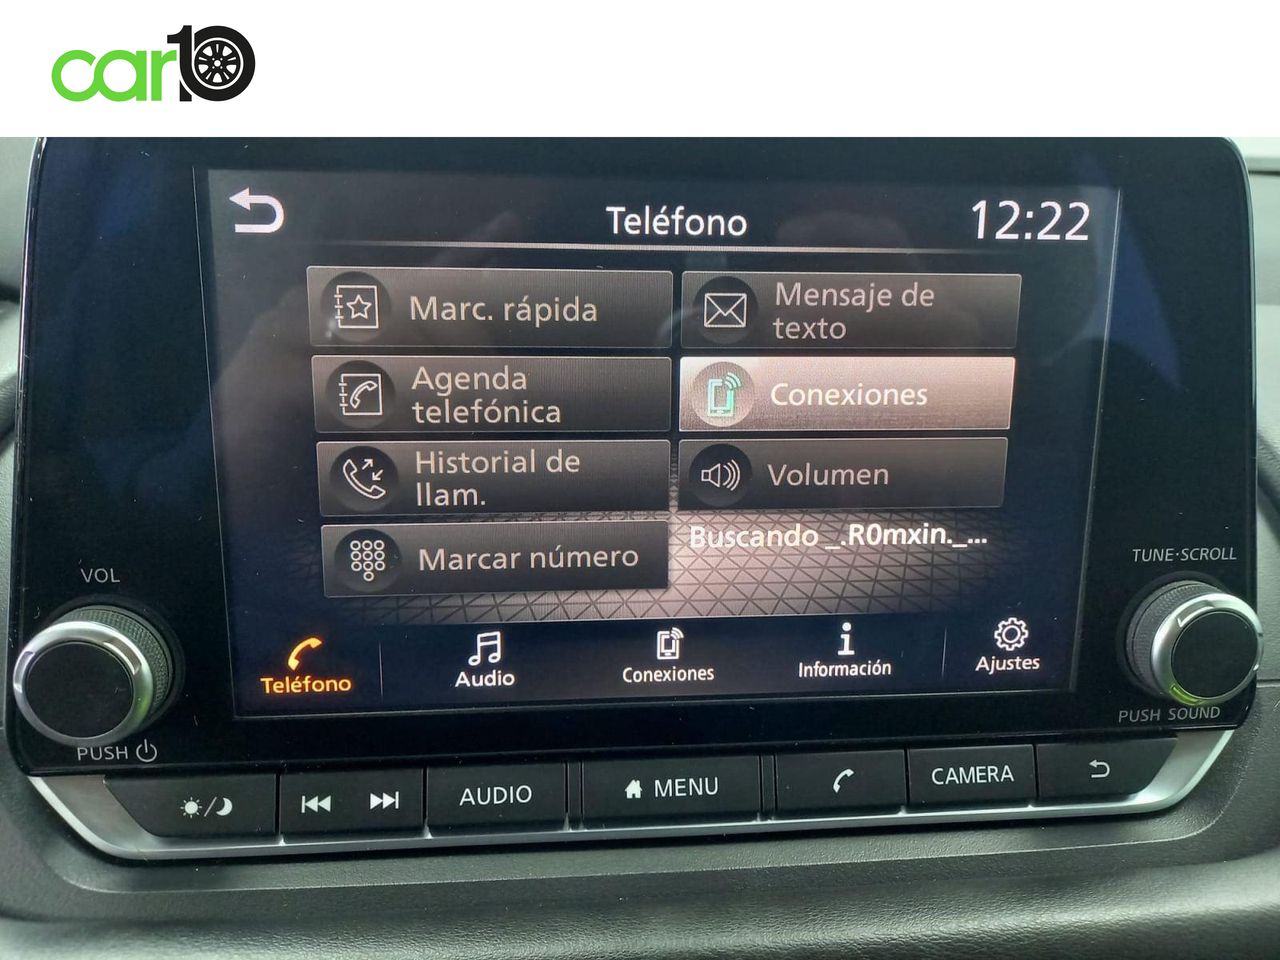 car10
Teléfono
12:22
Marc. rápida
Mensaje de
texto
Agenda
telefónica
Conexiones
Historial de
llam.
Volumen
Marcar número
Buscando _.R0mxin._...
VOL
TUNE·SCROLL
Teléfono
Audio
Conexiones
Información
Ajustes
PUSH
PUSH SOUND
AUDIO
MENU
CAMERA